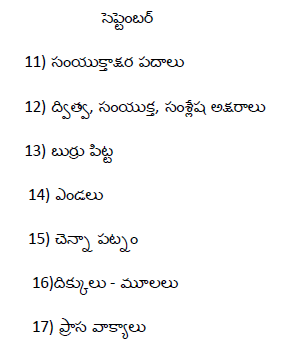 సెప్టెంబర్
11) సంయుక్తాక్షర పదాలు
12) ద్విత్వ, సంయుక్త, సంశ్లేష అక్షరాలు
13) బుర్రు పిట్ట
14) ఎండలు
15) చెన్నా పట్నం
16)దిక్కులు - మూలలు
17) ప్రాస వాక్యాలు